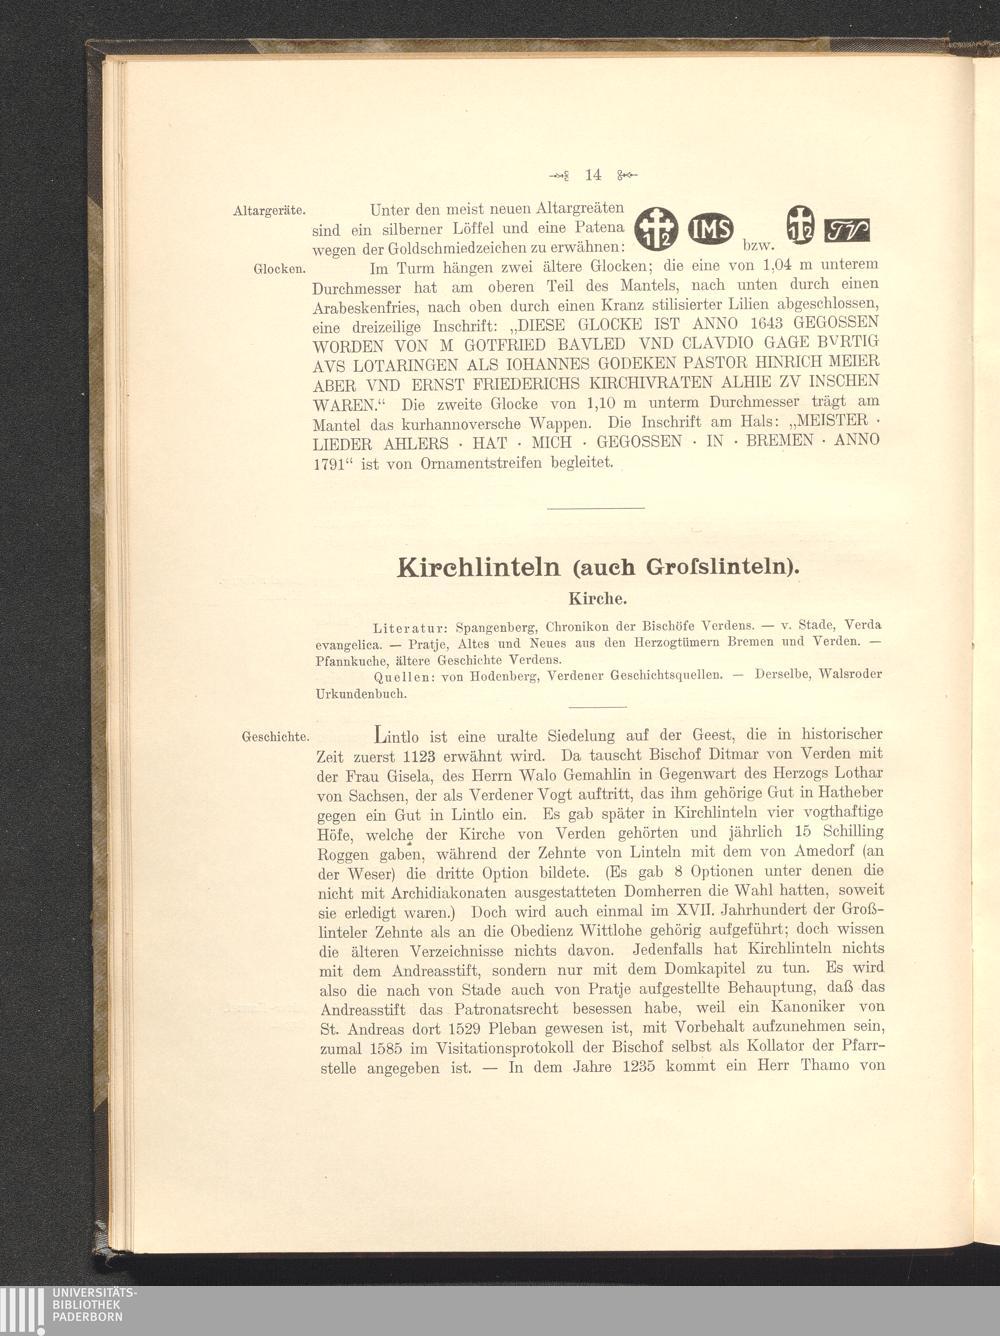 14
Altargeräte.
Unter den meist neuen Altargreäten
sind ein silberner Löffel und eine Patena
wegen der Goldschmiedzeichen zu erwähnen:
12 IMS bzw. 12 TV
Glocken.
Im Turm hängen zwei ältere Glocken; die eine von 1,04 m unterem
Durchmesser hat am oberen Teil des Mantels, nach unten durch einen
Arabeskenfries, nach oben durch einen Kranz stilisierter Lilien abgeschlossen,
eine dreizeilige Inschrift: „DIESE GLOCKE IST ANNO 1643 GEGOSSEN
WORDEN VON M GOTFRIED BAVLED VND CLAVDIO GAGE BVRTIG
AVS LOTARINGEN ALS IOHANNES GODEKEN PASTOR HINRICH MEIER
ABER VND ERNST FRIEDERICHS KIRCHIVRATEN ALHIE ZV INSCHEN
WAREN.“ Die zweite Glocke von 1,10 m unterm Durchmesser trägt am
Mantel das kurhannoversche Wappen. Die Inschrift am Hals: „MEISTER ·
LIEDER AHLERS · HAT · MICH · GEGOSSEN · IN · BREMEN · ANNO
1791“ ist von Ornamentstreifen begleitet.
Kirchlinteln (auch Groſslinteln).
Kirche.
Literatur: Spangenberg, Chronikon der Bischöfe Verdens. — v. Stade, Verda
evangelica. — Pratje, Altes und Neues aus den Herzogtümern Bremen und Verden. —
Pfannkuche, ältere Geschichte Verdens.
Quellen: von Hodenberg, Verdener Geschichtsquellen. — Derselbe, Walsroder
Urkundenbuch.
Geschichte.
Lintlo ist eine uralte Siedelung auf der Geest, die in historischer
Zeit zuerst 1123 erwähnt wird. Da tauscht Bischof Ditmar von Verden mit
der Frau Gisela, des Herrn Walo Gemahlin in Gegenwart des Herzogs Lothar
von Sachsen, der als Verdener Vogt auftritt, das ihm gehörige Gut in Hatheber
gegen ein Gut in Lintlo ein. Es gab später in Kirchlinteln vier vogthaftige
Höfe, welche der Kirche von Verden gehörten und jährlich 15 Schilling
Roggen gaben, während der Zehnte von Linteln mit dem von Amedorf (an
der Weser) die dritte Option bildete. (Es gab 8 Optionen unter denen die
nicht mit Archidiakonaten ausgestatteten Domherren die Wahl hatten, soweit
sie erledigt waren.) Doch wird auch einmal im XVII. Jahrhundert der Groß-
linteler Zehnte als an die Obedienz Wittlohe gehörig aufgeführt; doch wissen
die älteren Verzeichnisse nichts davon. Jedenfalls hat Kirchlinteln nichts
mit dem Andreasstift, sondern nur mit dem Domkapitel zu tun. Es wird
also die nach von Stade auch von Pratje aufgestellte Behauptung, daß das
Andreasstift das Patronatsrecht besessen habe, weil ein Kanoniker von
St. Andreas dort 1529 Pleban gewesen ist, mit Vorbehalt aufzunehmen sein,
zumal 1585 im Visitationsprotokoll der Bischof selbst als Kollator der Pfarr-
stelle angegeben ist. — In dem Jahre 1235 kommt ein Herr Thamo von
UNIVERSITÄTS-
BIBLIOTHEK
PADERBORN